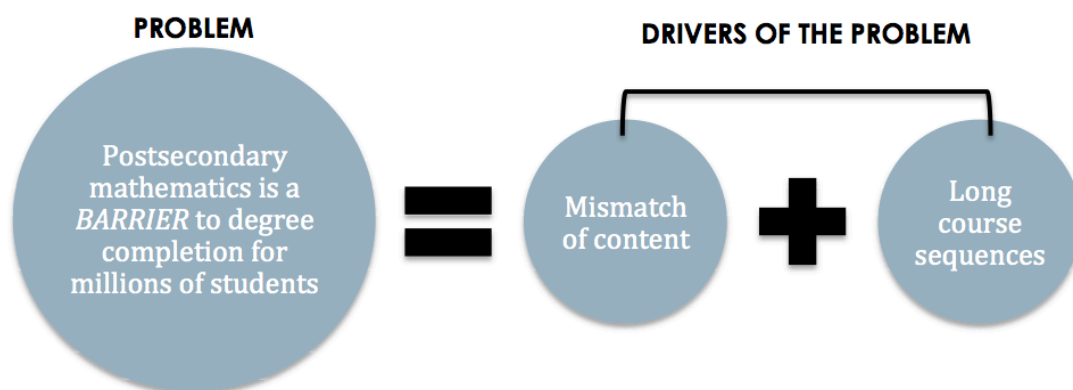 PROBLEM
DRIVERS OF THE PROBLEM
Postsecondary
mathematics is a
BARRIER to degree
completion for
millions of students
Mismatch
of content
Long
course
sequences